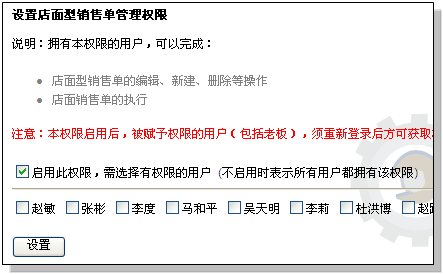 设置店面型销售单管理权限
说明：拥有本权限的用户，可以完成：
店面型销售单的编辑、新建、删除等操作
店面销售单的执行
注意：本权限启用后，被赋予权限的用户（包括老板），须重新登录后方可获取
启用此权限，需选择有权限的用户（不启用时表示所有用户都拥有该权限）
赵敏 张彬 李度 马和平 吴天明 李莉 杜洪博 赵
设置